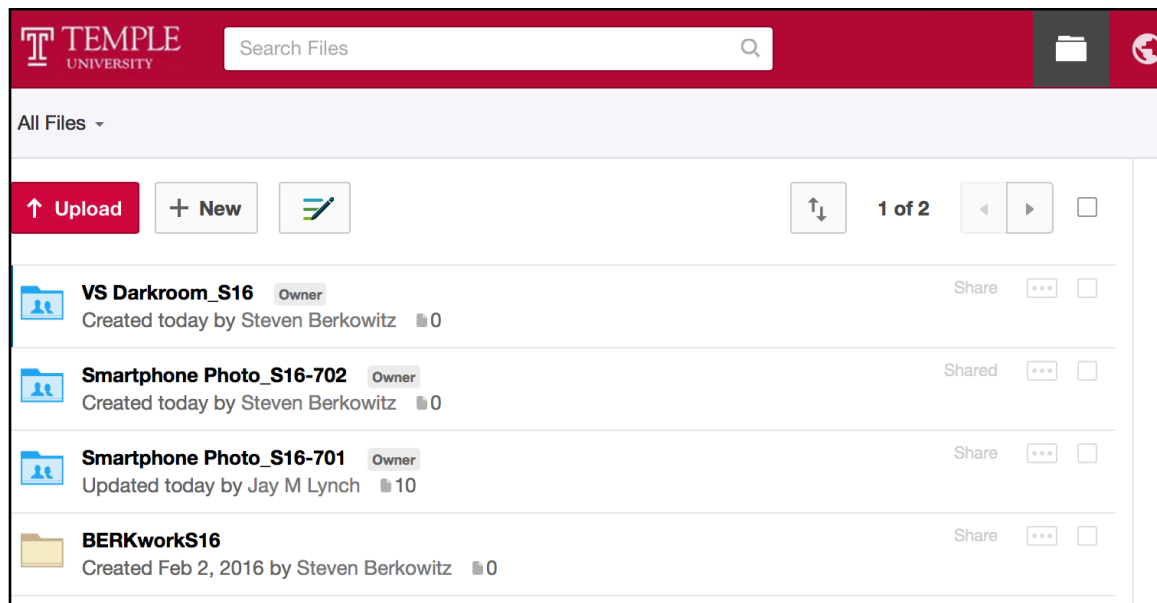 TEMPLE
UNIVERSITY
Search Files
All Files
Upload
New
1 of 2
VS Darkroom_S16 Owner
Share
Created today by Steven Berkowitz 0
Smartphone Photo_S16-702 Owner
Shared
Created today by Steven Berkowitz 0
Smartphone Photo_S16-701 Owner
Share
Updated today by Jay M Lynch 10
BERKworkS16
Share
Created Feb 2, 2016 by Steven Berkowitz 0